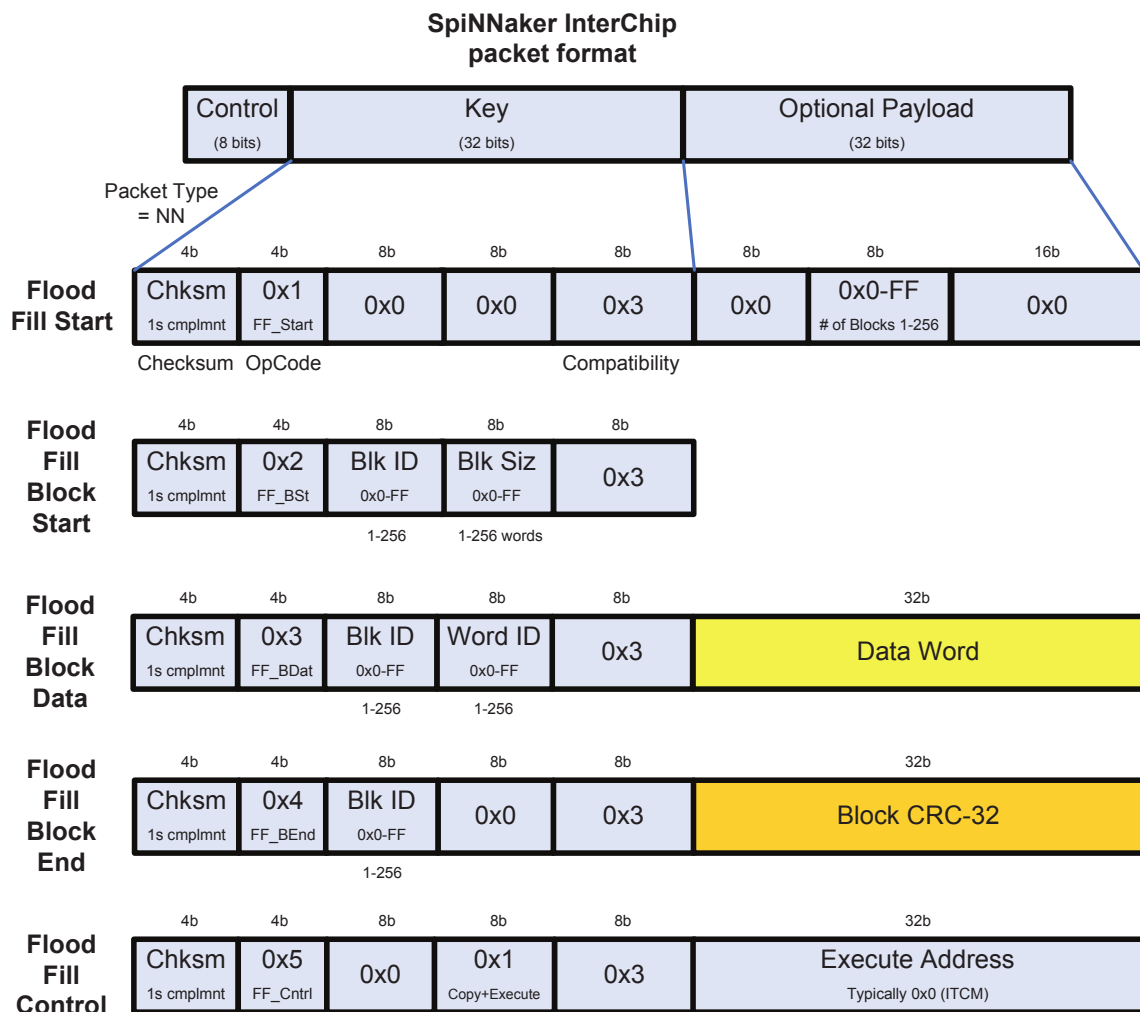 SpiNNaker InterChip
packet format
Control Key Optional Payload
(8 bits) (32 bits) (32 bits)
Packet Type
= NN
4b 4b 8b 8b 8b 8b 8b 16b
Flood
Fill Start
Chksm 0x1 0x0 0x0 0x3 0x0 0x0-FF 0x0
1s cmplmnt FF_Start # of Blocks 1-256
Checksum OpCode Compatibility
4b 4b 8b 8b 8b
Flood
Fill
Block
Start
Chksm 0x2 Blk ID Blk Siz 0x3
1s cmplmnt FF_BSt 0x0-FF 0x0-FF
1-256 1-256 words
4b 4b 8b 8b 8b 32b
Flood
Fill
Block
Data
Chksm 0x3 Blk ID Word ID 0x3 Data Word
1s cmplmnt FF_BDat 0x0-FF 0x0-FF
1-256 1-256
4b 4b 8b 8b 8b 32b
Flood
Fill
Block
End
Chksm 0x4 Blk ID 0x0 0x3 Block CRC-32
1s cmplmnt FF_BEnd 0x0-FF
1-256
4b 4b 8b 8b 8b 32b
Flood
Fill
Control
Chksm 0x5 0x0 0x1 0x3 Execute Address
1s cmplmnt FF_Cntrl Copy+Execute Typically 0x0 (ITCM)